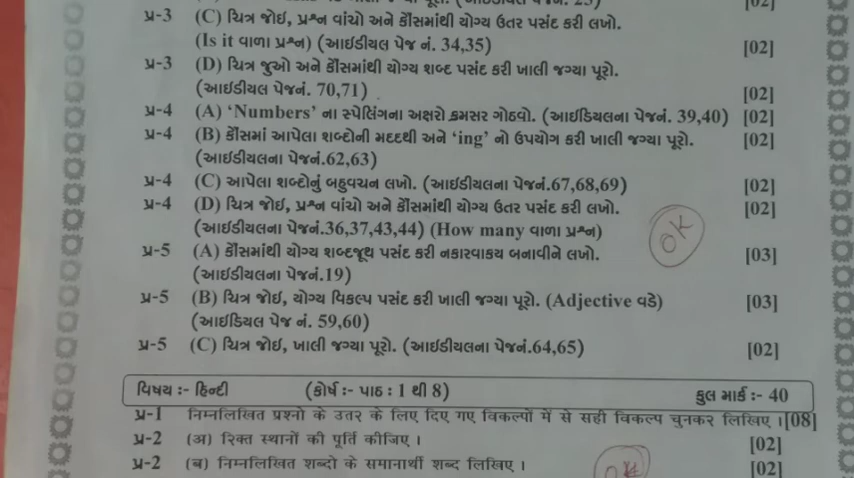 પ્ર-3 (C) ચિત્ર જોઈ, પ્રશ્ન વાંચો અને કૌંસમાંથી યોગ્ય ઉતર પસંદ કરી લખો.
(Is it વાળા પ્રશ્ન) (આઈડીયલ પેજ નં. 34,35) [02]
પ્ર-3 (D) ચિત્ર જુઓ અને કૌંસમાંથી યોગ્ય શબ્દ પસંદ કરી ખાલી જગ્યા પૂરો.
(આઈડીયલ પેજનં. 70,71) [02]
પ્ર-4 (A) 'Numbers' ના સ્પેલિંગના અક્ષરો ક્રમસર ગોઠવો. (આઈડિયલના પેજનં. 39,40) [02]
પ્ર-4 (B) કૌંસમાં આપેલા શબ્દોની મદદથી અને 'ing' નો ઉપયોગ કરી ખાલી જગ્યા પૂરો. [02]
(આઈડીયલના પેજનં.62,63)
પ્ર-4 (C) આપેલા શબ્દોનું બહુવચન લખો. (આઈડીયલના પેજનં.67,68,69) [02]
પ્ર-4 (D) ચિત્ર જોઈ, પ્રશ્ન વાંચો અને કૌંસમાંથી યોગ્ય ઉતર પસંદ કરી લખો. [02]
(આઈડીયલના પેજનં.36,37,43,44) (How many વાળા પ્રશ્ન)
OK
પ્ર-5 (A) કૌંસમાંથી યોગ્ય શબ્દજૂથ પસંદ કરી નકારવાકય બનાવીને લખો. [03]
(આઈડીયલના પેજનં.19)
પ્ર-5 (B) ચિત્ર જોઈ, યોગ્ય વિકલ્પ પસંદ કરી ખાલી જગ્યા પૂરો. (Adjective વડે) [03]
(આઈડિયલ પેજ નં. 59,60)
પ્ર-5 (C) ચિત્ર જોઈ, ખાલી જગ્યા પૂરો. (આઈડીયલના પેજનં.64,65) [02]
વિષય :- હિન્દી (કોર્ષ :- પાઠ : 1 થી 8) કુલ માર્ક :- 40
પ્ર-1 निम्नलिखित प्रश्नो के उतर के लिए दिए गए विकल्पों में से सही विकल्प चुनकर लिखिए ।[08]
પ્ર-2 (अ) रिक्त स्थानों की पूर्ति कीजिए । [02]
પ્ર-2 (ब) निम्नलिखित शब्दो के समानार्थी शब्द लिखिए । [02]